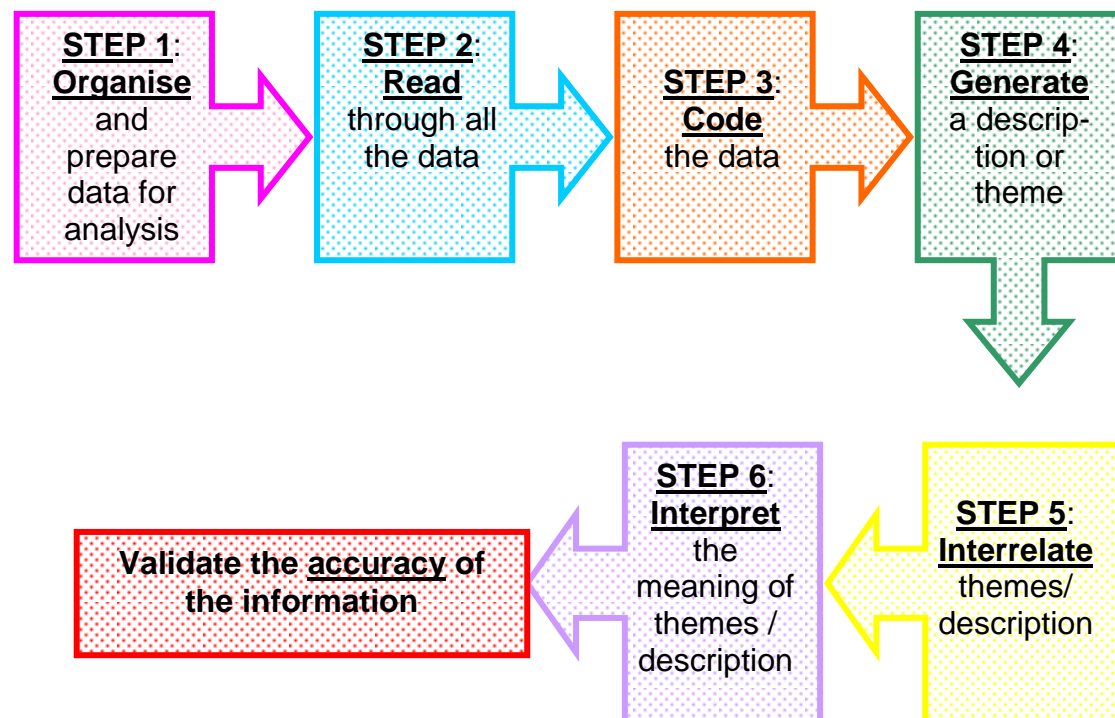 STEP 1:
Organise
and
prepare
data for
analysis
STEP 2:
Read
through all
the data
STEP 3:
Code
the data
STEP 4:
Generate
a descrip-
tion or
theme
STEP 5:
Interrelate
themes/
description
STEP 6:
Interpret
the
meaning of
themes /
description
Validate the accuracy of
the information